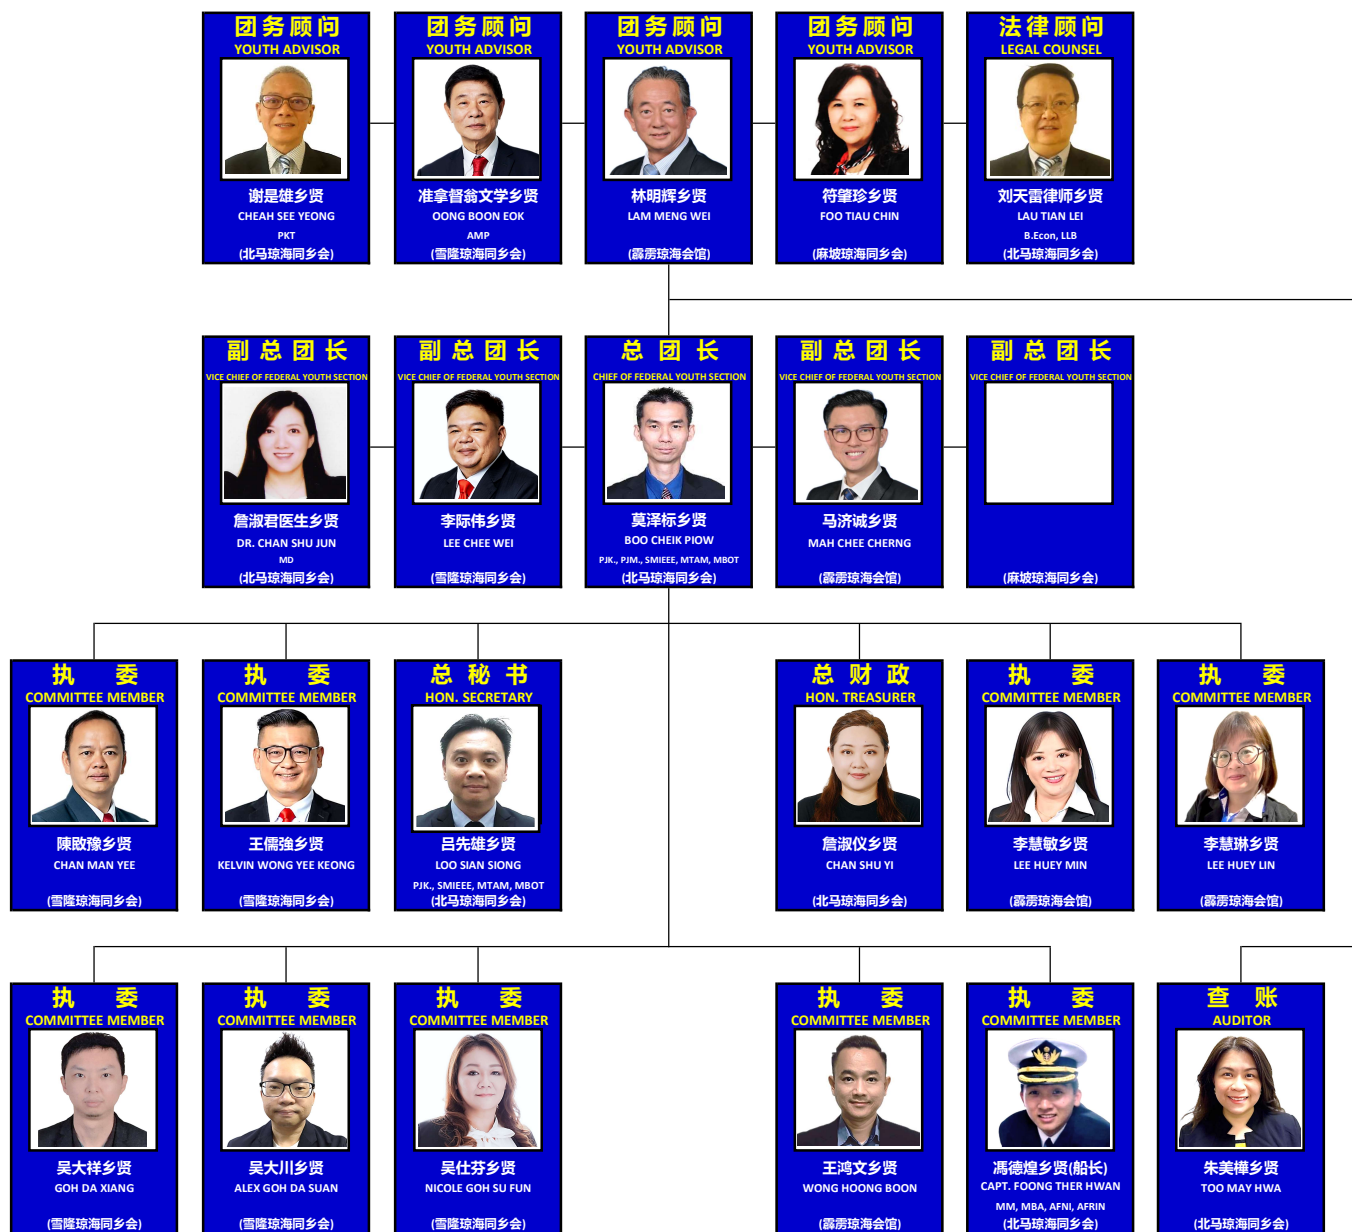 团务顾问
YOUTH ADVISOR
谢是雄乡贤
CHEAH SEE YEONG
PKT
(北马琼海同乡会)
团务顾问
YOUTH ADVISOR
准拿督翁文学乡贤
OONG BOON EOK
AMP
(雪隆琼海同乡会)
团务顾问
YOUTH ADVISOR
林明辉乡贤
LAM MENG WEI
(霹雳琼海会馆)
团务顾问
YOUTH ADVISOR
符肇珍乡贤
FOO TIAU CHIN
(麻坡琼海同乡会)
法律顾问
LEGAL COUNSEL
刘天雷律师乡贤
LAU TIAN LEI
B.Econ, LLB
(北马琼海同乡会)
副总团长
VICE CHIEF OF FEDERAL YOUTH SECTION
詹淑君医生乡贤
DR. CHAN SHU JUN
MD
(北马琼海同乡会)
副总团长
VICE CHIEF OF FEDERAL YOUTH SECTION
李际伟乡贤
LEE CHEE WEI
(雪隆琼海同乡会)
总团长
CHIEF OF FEDERAL YOUTH SECTION
莫泽标乡贤
BOO CHEIK PIOW
PJK., PJM., SMIEEE, MTAM, MBOT
(北马琼海同乡会)
副总团长
VICE CHIEF OF FEDERAL YOUTH SECTION
马济诚乡贤
MAH CHEE CHERNG
(霹雳琼海会馆)
副总团长
VICE CHIEF OF FEDERAL YOUTH SECTION
(麻坡琼海同乡会)
执委
COMMITTEE MEMBER
陳啟豫乡贤
CHAN MAN YEE
(雪隆琼海同乡会)
执委
COMMITTEE MEMBER
王儒強乡贤
KELVIN WONG YEE KEONG
(雪隆琼海同乡会)
总秘书
HON. SECRETARY
吕先雄乡贤
LOO SIAN SIONG
PJK., SMIEEE, MTAM, MBOT
(北马琼海同乡会)
总财政
HON. TREASURER
詹淑仪乡贤
CHAN SHU YI
(北马琼海同乡会)
执委
COMMITTEE MEMBER
李慧敏乡贤
LEE HUEY MIN
(霹雳琼海会馆)
执委
COMMITTEE MEMBER
李慧琳乡贤
LEE HUEY LIN
(霹雳琼海会馆)
执委
COMMITTEE MEMBER
吴大祥乡贤
GOH DA XIANG
(雪隆琼海同乡会)
执委
COMMITTEE MEMBER
吴大川乡贤
ALEX GOH DA SUAN
(雪隆琼海同乡会)
执委
COMMITTEE MEMBER
吴仕芬乡贤
NICOLE GOH SU FUN
(雪隆琼海同乡会)
执委
COMMITTEE MEMBER
王鸿文乡贤
WONG HOONG BOON
(霹雳琼海会馆)
执委
COMMITTEE MEMBER
馮德煌乡贤(船长)
CAPT. FOONG THER HWAN
MM, MBA, AFNI, AFRIN
(北马琼海同乡会)
查账
AUDITOR
朱美樺乡贤
TOO MAY HWA
(北马琼海同乡会)